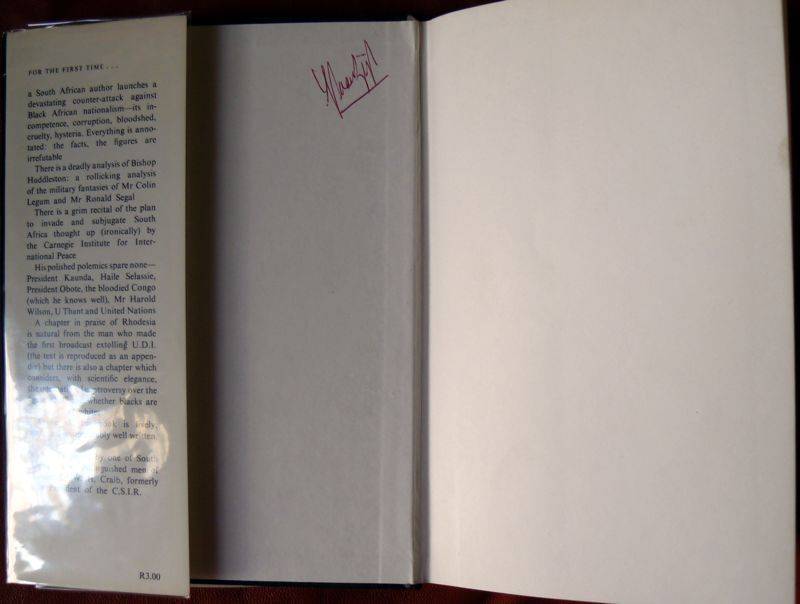 FOR THE FIRST TIME . . .
a South African author launches a
devastating counter-attack against
Black African nationalism—its in-
competence, corruption, bloodshed,
cruelty, hysteria. Everything is anno-
tated: the facts, the figures are
irrefutable
There is a deadly analysis of Bishop
Huddleston: a rollicking analysis
of the military fantasies of Mr Colin
Legum and Mr Ronald Segal
There is a grim recital of the plan
to invade and subjugate South
Africa thought up (ironically) by
the Carnegie Institute for Inter-
national Peace
His polished polemics spare none—
President Kaunda, Haile Selassie,
President Obote, the bloodied Congo
(which he knows well), Mr Harold
Wilson, U Thant and United Nations
A chapter in praise of Rhodesia
is natural from the man who made
the first broadcast extolling U.D.I.
(the text is reproduced as an appen-
dix) but there is also a chapter which
considers, with scientific elegance,
the controversy over the
whether blacks are
is lively,
well written.
by one of South
men of
Craib, formerly
of the C.S.I.R.
R3.00